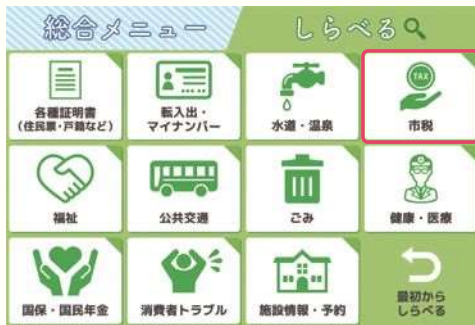 総合メニュー
しらべる
各種証明書
(住民票・戸籍など)
転入出・
マイナンバー
水道・温泉
TAX
市税
福祉
公共交通
ごみ
健康・医療
国保・国民年金
消費者トラブル
施設情報・予約
最初から
しらべる